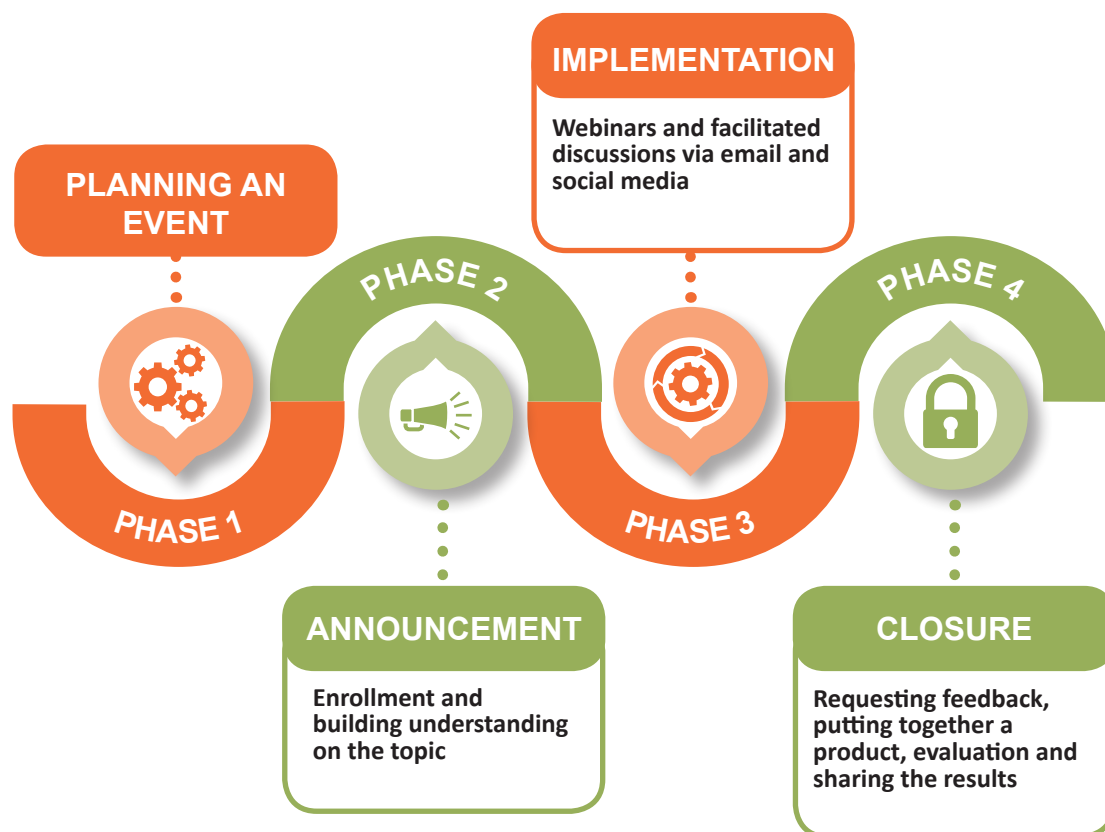 PLANNING AN
EVENT
PHASE 1
PHASE 2
ANNOUNCEMENT
Enrollment and
building understanding
on the topic
IMPLEMENTATION
Webinars and facilitated
discussions via email and
social media
PHASE 3
PHASE 4
CLOSURE
Requesting feedback,
putting together a
product, evaluation and
sharing the results